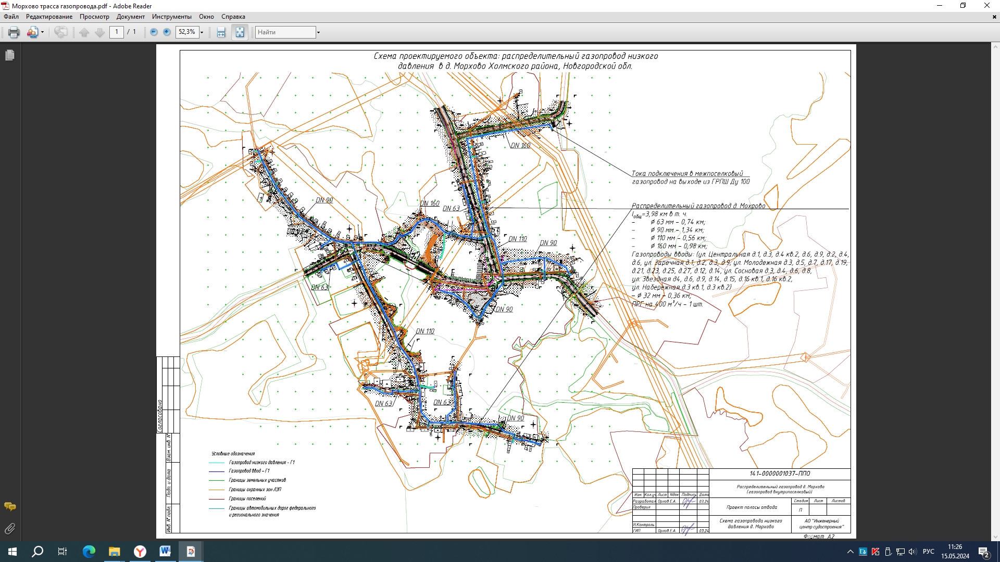 Морхово трасса газопровода.pdf - Adobe Reader
Файл Редактирование Просмотр Документ Инструменты Окно Справка
1 / 1 52,3% Найти
Схема проектируемого объекта: распределительный газопровод низкого
давления в д. Морхово Холмского района, Новгородской обл.
DN 160
Тока подключения в межпоселковый
газопровод на выходе из ГРПШ Ду 100
DN 90
DN 160
DN 63
Распределительный газопровод д. Мохрово
lобщ=3,98 км в т. ч.
- Ø 63 мм - 0,74 км;
- Ø 90 мм - 1,34 км;
- Ø 110 мм - 0,56 км;
- Ø 160 мм - 0,98 км;
Газопроводы вводы: (ул. Центральная д.1, д.3, д.4 кв.2, д.6, д.9, д.2, д.4,
д.6, ул. Заречная д.1, д.2, д.3, д.9, ул. Молодежная д.3, д.5, д.7, д.17, д.19,
д.21, д.23, д.25, д.27, д.12, д.14, ул. Сосновая д.3, д.4, д.6, д.8,
ул. Звездная д4, д.6, д.9, д.14, д.15, д.16 кв.1, д.16 кв.2,
ул. Надережная д.3 кв.1, д.3 кв.2)
- Ø 32 мм - 0,36 км;
ПРГ на 400 м³/ч - 1 шт.
DN 110
DN 90
DN 63
DN 90
DN 110
DN 63
DN 63
DN 90
Условные обозначения
Газопровод низкого давления - Г1
Газопровод ввод - Г1
Границы земельных участков
Границы охранных зон ЛЭП
Границы поселений
Границы автомобильных дорог федерального
и регионального значения
Согласовано
Взам. инв. N°
Подп. и дата
Инв. N° подл.
141-0000001037-ППО
Распределительный газопровод д. Морхово
(газопровод внутрипоселковый)
Изм. Кол.уч Лист Nдок Подпись Дата
Разработал Орлов Е.А. 03.24
Проверил
Проект полосы отвода
Стадия Лист Листов
П
Н.Контроль
ГИП Орлов Е.А. 03.24
Схема газопровода низкого
давления д. Морхово
АО "Инженерный
центр судостроения"
Формат А2
РУС
11:26
15.05.2024
2